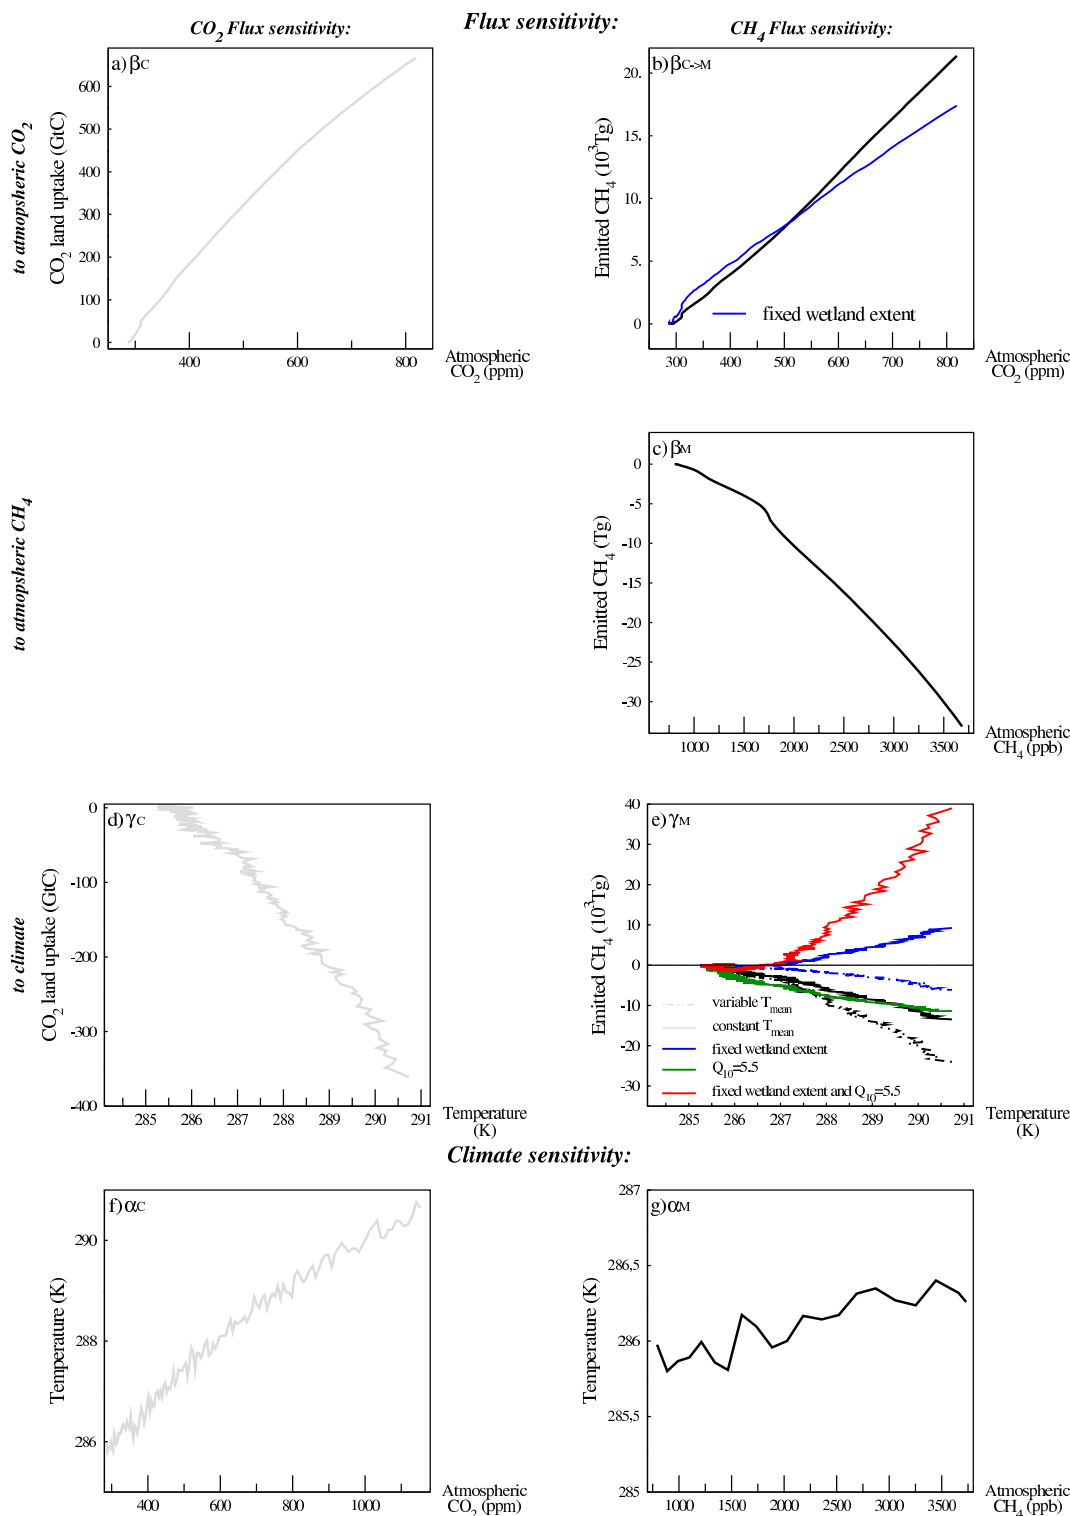 Flux sensitivity:
CO2 Flux sensitivity:
CH4 Flux sensitivity:
to atmopsheric CO2
a) βC
CO2 land uptake (GtC)
600
500
400
300
200
100
0
400
600
800
Atmospheric
CO2 (ppm)
b) βC->M
Emitted CH4 (10^3Tg)
20.
15.
10.
5.
0
fixed wetland extent
300
400
500
600
700
800
Atmospheric
CO2 (ppm)
to atmopsheric CH4
c) βM
Emitted CH4 (Tg)
0
-5
-10
-15
-20
-25
-30
1000
1500
2000
2500
3000
3500
Atmospheric
CH4 (ppb)
to climate
d) γC
CO2 land uptake (GtC)
0
-100
-200
-300
-400
285
286
287
288
289
290
291
Temperature
(K)
e) γM
Emitted CH4 (10^3Tg)
40
30
20
10
0
-10
-20
-30
variable Tmean
constant Tmean
fixed wetland extent
Q10=5.5
fixed wetland extent and Q10=5.5
285
286
287
288
289
290
291
Temperature
(K)
Climate sensitivity:
f) αC
Temperature (K)
290
288
286
400
600
800
1000
Atmospheric
CO2 (ppm)
g) αM
Temperature (K)
287
286,5
286
285,5
285
1000
1500
2000
2500
3000
3500
Atmospheric
CH4 (ppb)